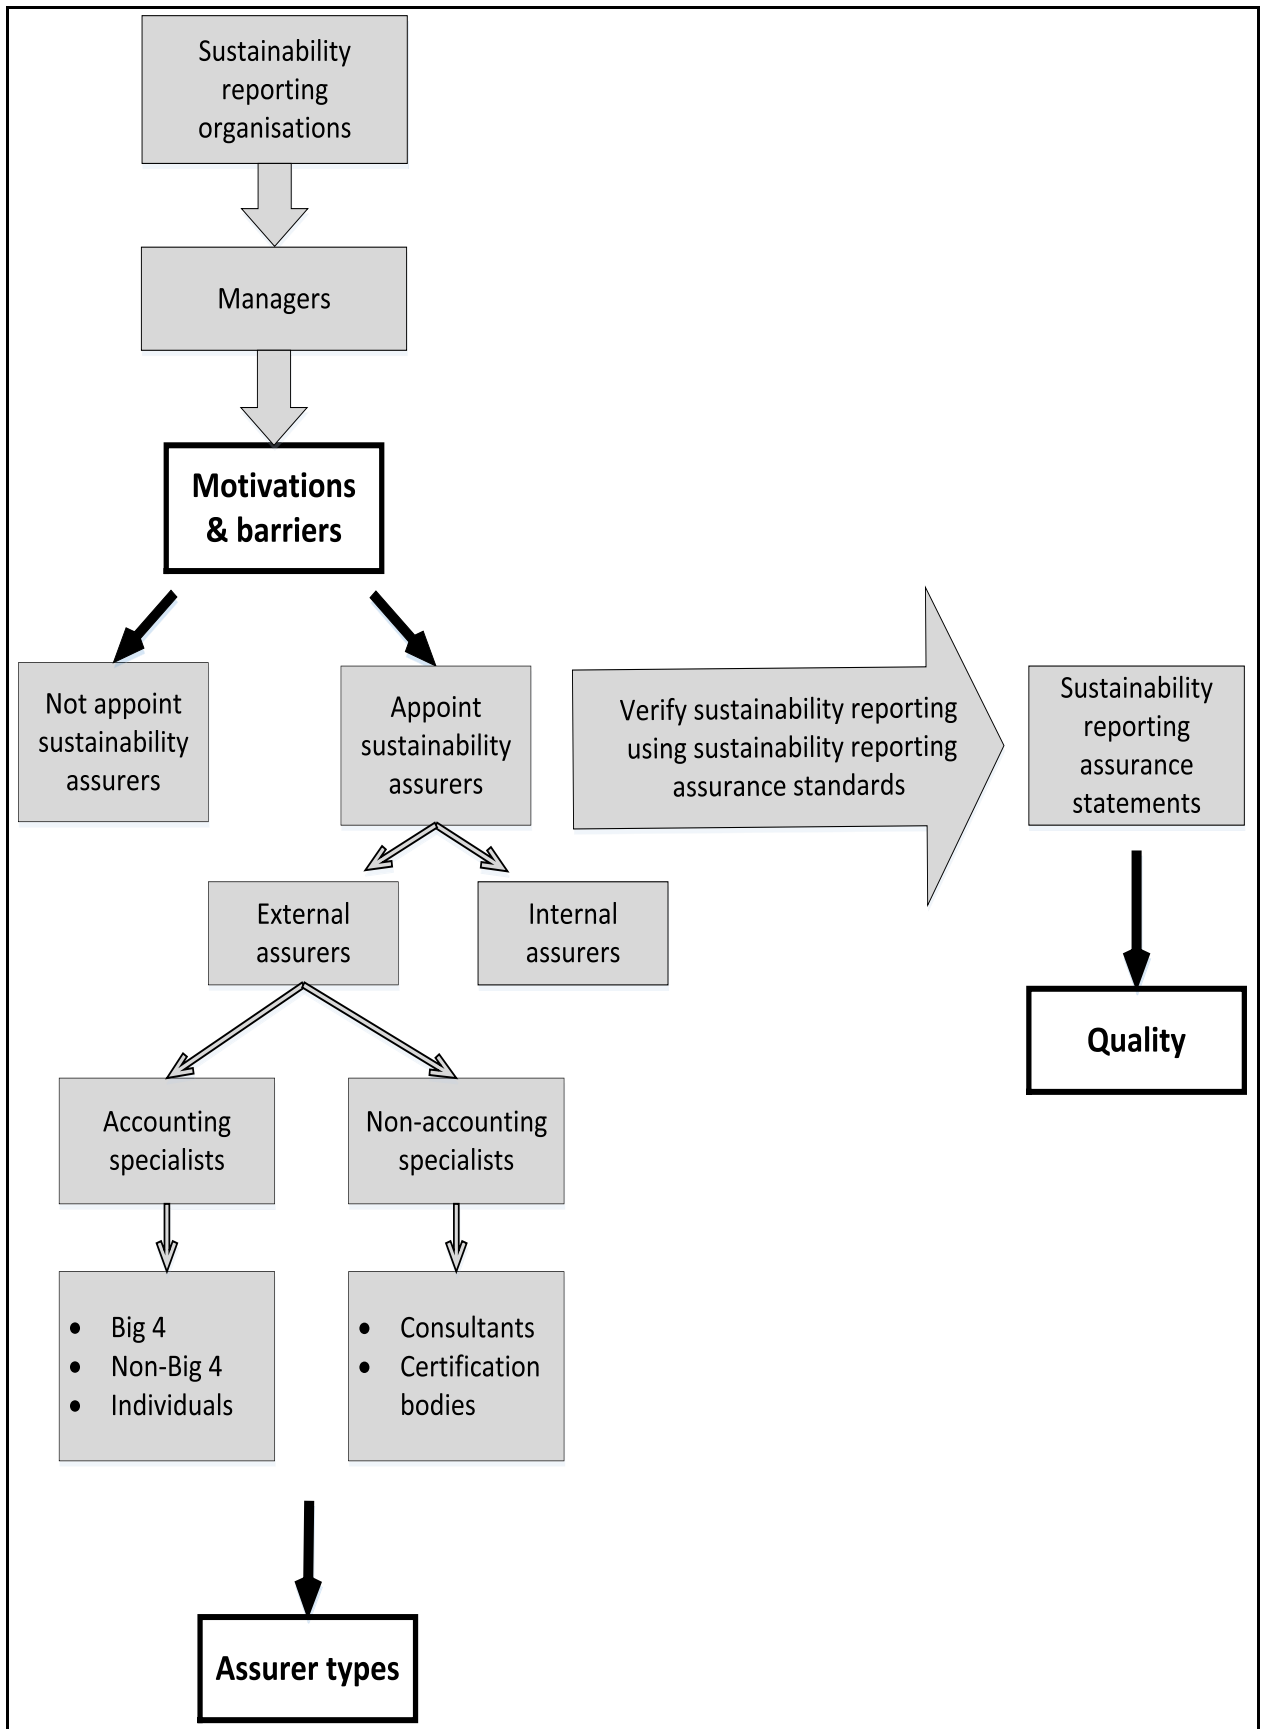 Sustainability
reporting
organisations
Managers
Motivations
& barriers
Not appoint
sustainability
assurers
Appoint
sustainability
assurers
Verify sustainability reporting
using sustainability reporting
assurance standards
Sustainability
reporting
assurance
statements
External
assurers
Internal
assurers
Quality
Accounting
specialists
Non-accounting
specialists
• Big 4
• Non-Big 4
• Individuals
• Consultants
• Certification
bodies
Assurer types